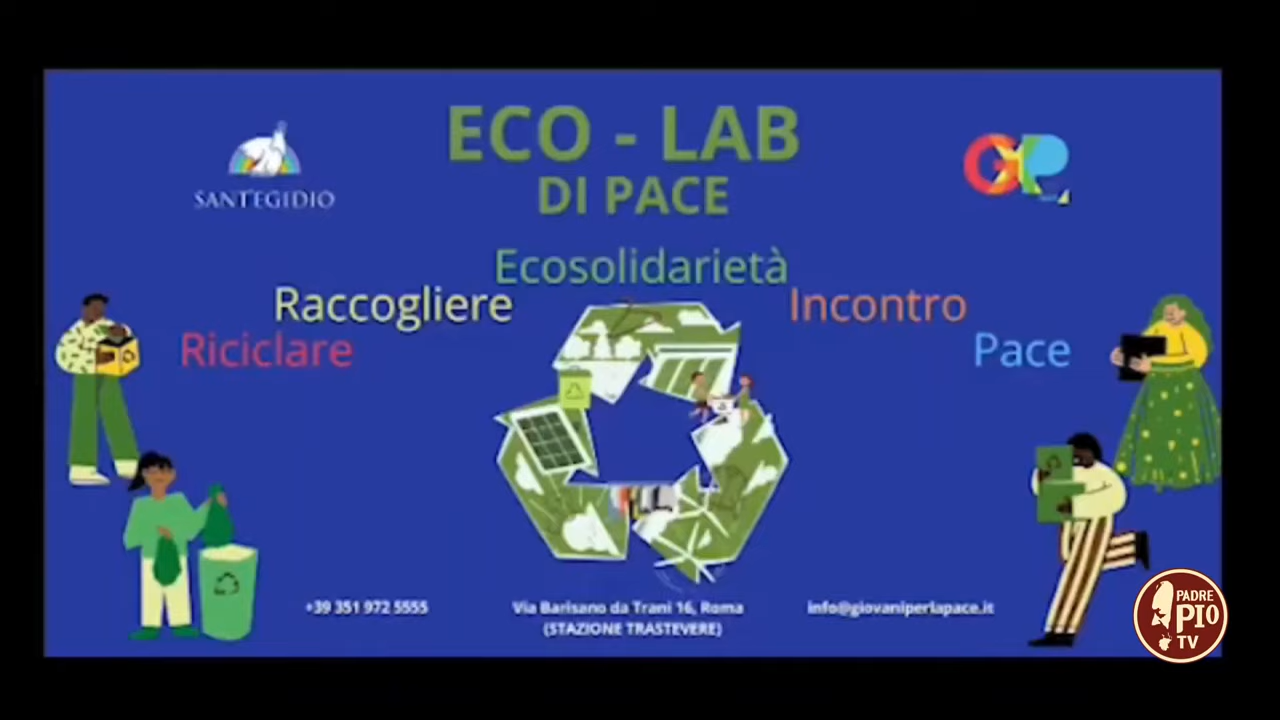 ECO - LAB
DI PACE
SANT'EGIDIO
GXP
Ecosolidarietà
Raccogliere
Incontro
Riciclare
Pace
+39 351 972 5555
Via Barisano da Trani 16, Roma
(STAZIONE TRASTEVERE)
info@giovaniperlapace.it
PADRE
PIO
TV